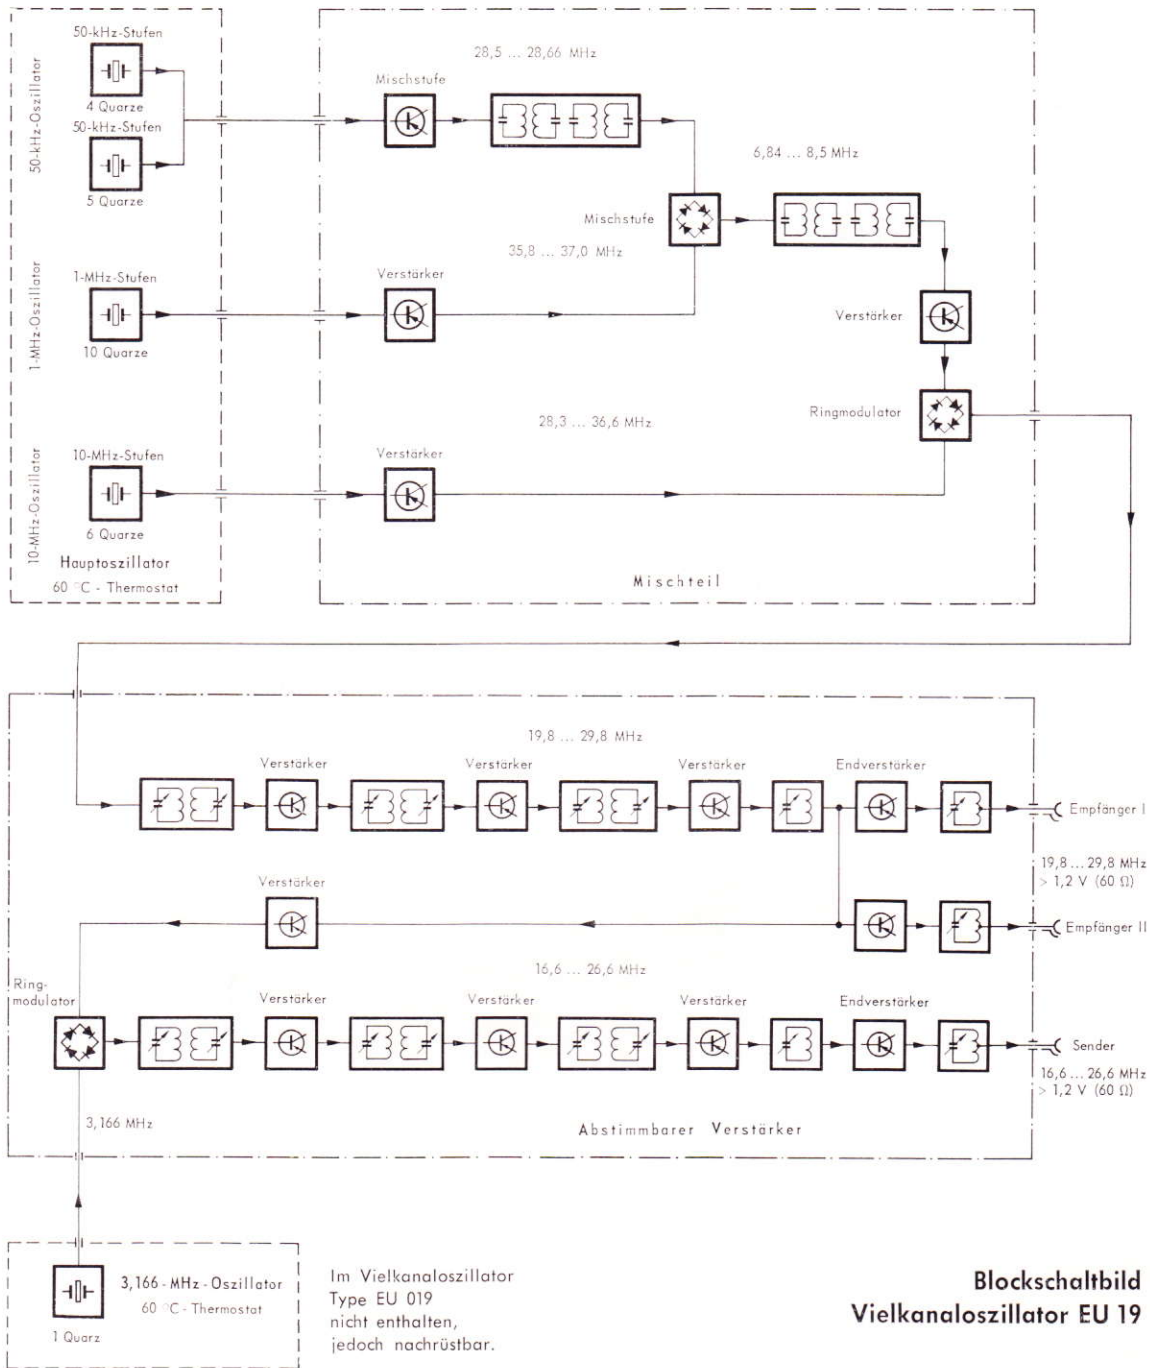 50-kHz-Oszillator
50-kHz-Stufen
4 Quarze
50-kHz-Stufen
5 Quarze
1-MHz-Oszillator
1-MHz-Stufen
10 Quarze
10-MHz-Oszillator
10-MHz-Stufen
6 Quarze
Hauptoszillator
60 °C - Thermostat
28,5 ... 28,66 MHz
Mischstufe
6,84 ... 8,5 MHz
Mischstufe
35,8 ... 37,0 MHz
Verstärker
Verstärker
Ringmodulator
28,3 ... 36,6 MHz
Verstärker
Mischteil
19,8 ... 29,8 MHz
Verstärker
Verstärker
Verstärker
Endverstärker
Empfänger I
19,8 ... 29,8 MHz
> 1,2 V (60 Ω)
Verstärker
Empfänger II
16,6 ... 26,6 MHz
Ring-
modulator
Verstärker
Verstärker
Verstärker
Endverstärker
Sender
16,6 ... 26,6 MHz
> 1,2 V (60 Ω)
3,166 MHz
Abstimmbarer Verstärker
3,166 - MHz - Oszillator
60 °C - Thermostat
1 Quarz
Im Vielkanaloszillator
Type EU 019
nicht enthalten,
jedoch nachrüstbar.
Blockschaltbild
Vielkanaloszillator EU 19